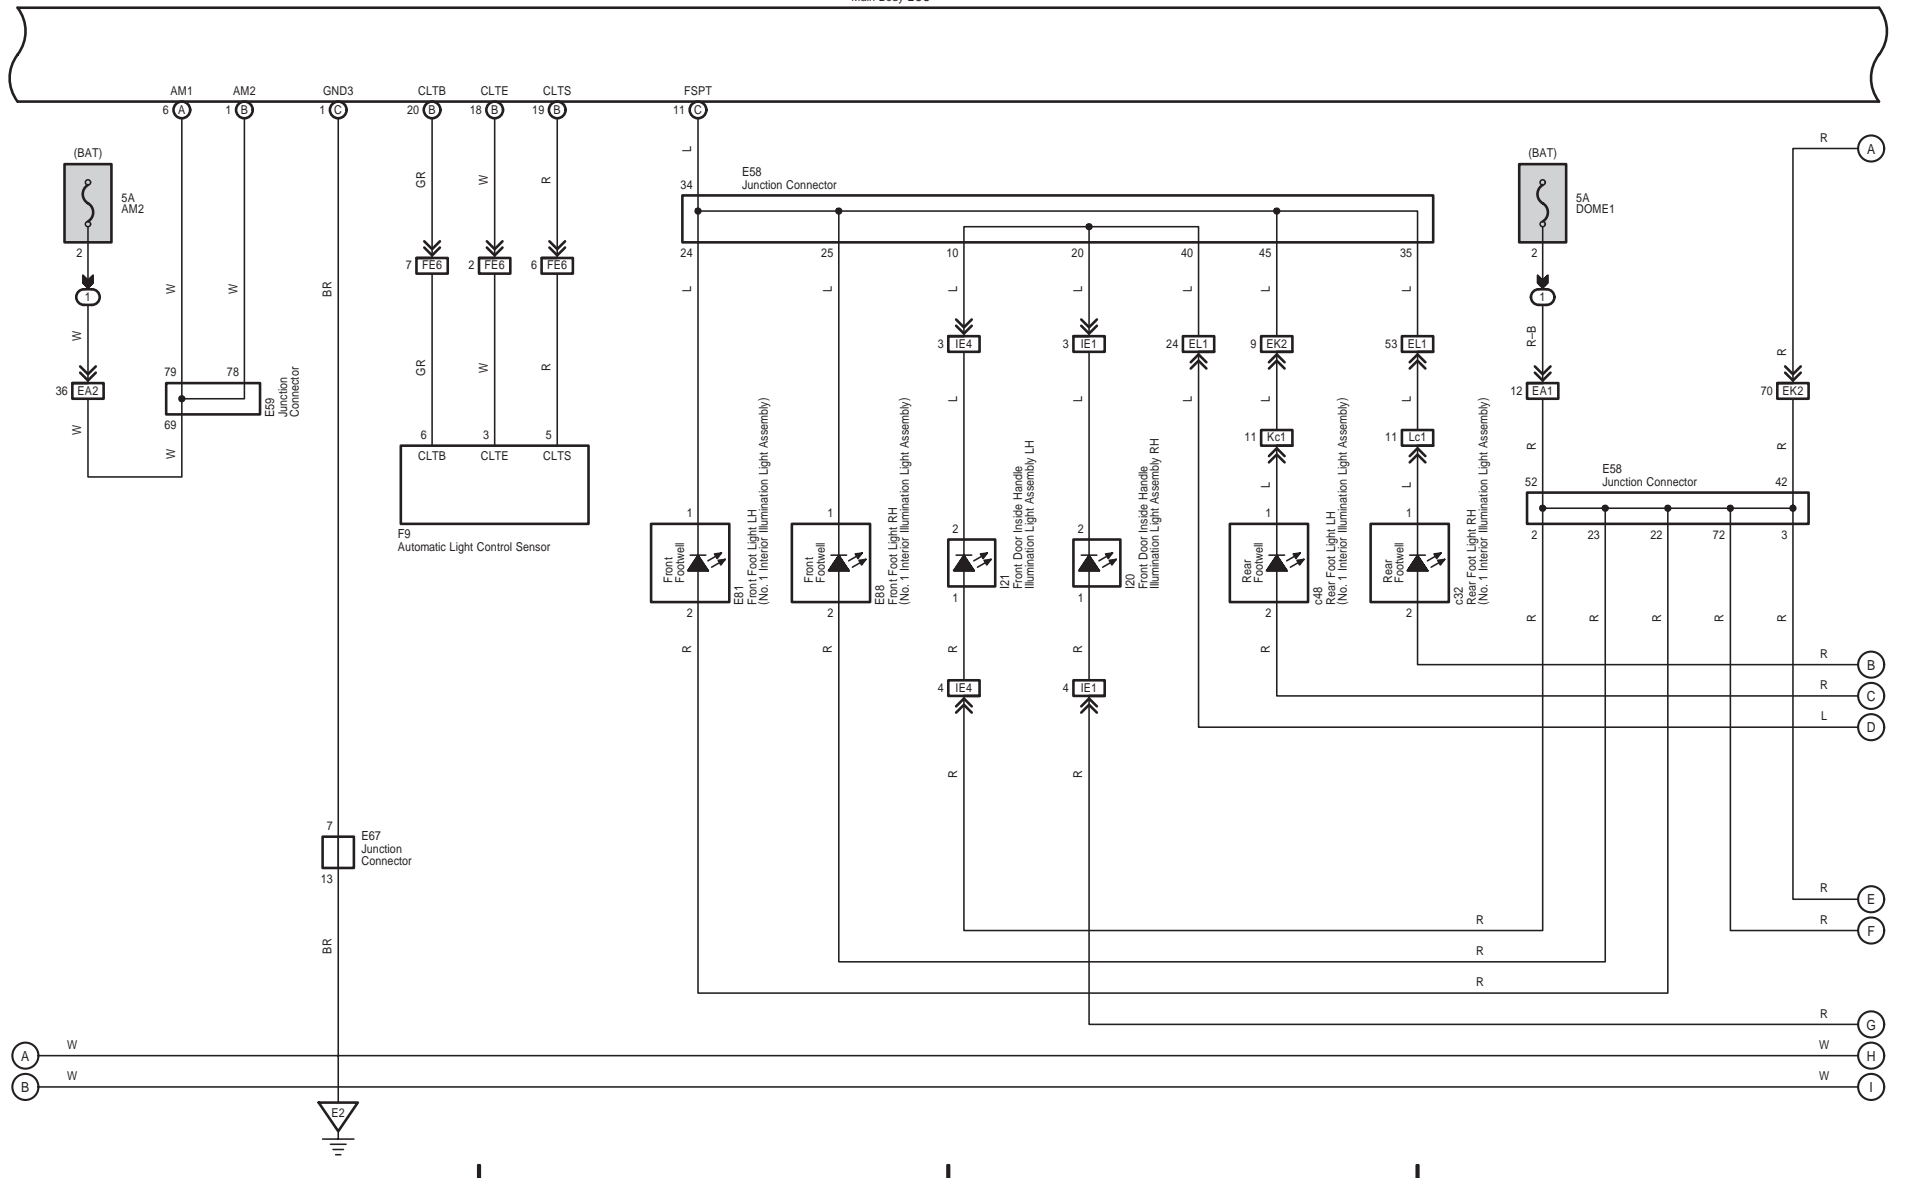 Main Body ECU
AM1 AM2 GND3 CLTB CLTE CLTS FSPT
6 A 1 B 1 C 20 B 18 B 19 B 11 C
R A
(BAT) (BAT)
L
GR W R
E58
Junction Connector
34
5A
AM2
5A
DOME1
2 7 FE6 2 FE6 6 FE6 24 25 10 20 40 45 35 2
1 W W BR L L L L L L L 1
W R–B
3 IE4 3 IE1 24 EL1 9 EK2 53 EL1
R
79 78 GR W R
36 EA2 12 EA1 70 EK2
E59
Junction
Connector
L L L L L
69
W W
6 3 5
CLTB CLTE CLTS
11 Kc1 11 Lc1
R R
E58
Junction Connector
52 42
L L
1 1 2 2 1 1
F9
Automatic Light Control Sensor
2 23 22 72 3
Front
Footwell
E81
Front Foot Light LH
(No. 1 Interior Illumination Light Assembly)
Front
Footwell
E88
Front Foot Light RH
(No. 1 Interior Illumination Light Assembly)
I21
Front Door Inside Handle
Illumination Light Assembly LH
I20
Front Door Inside Handle
Illumination Light Assembly RH
Rear
Footwell
c48
Rear Foot Light LH
(No. 1 Interior Illumination Light Assembly)
Rear
Footwell
c32
Rear Foot Light RH
(No. 1 Interior Illumination Light Assembly)
2 2 1 1 2 2
R R R R R
R R R R R
R B
4 IE4 4 IE1
R C
L D
R R
7
E67
Junction
Connector
13
R E
R R F
BR R
R
R G
A W W H
B W W I
E2